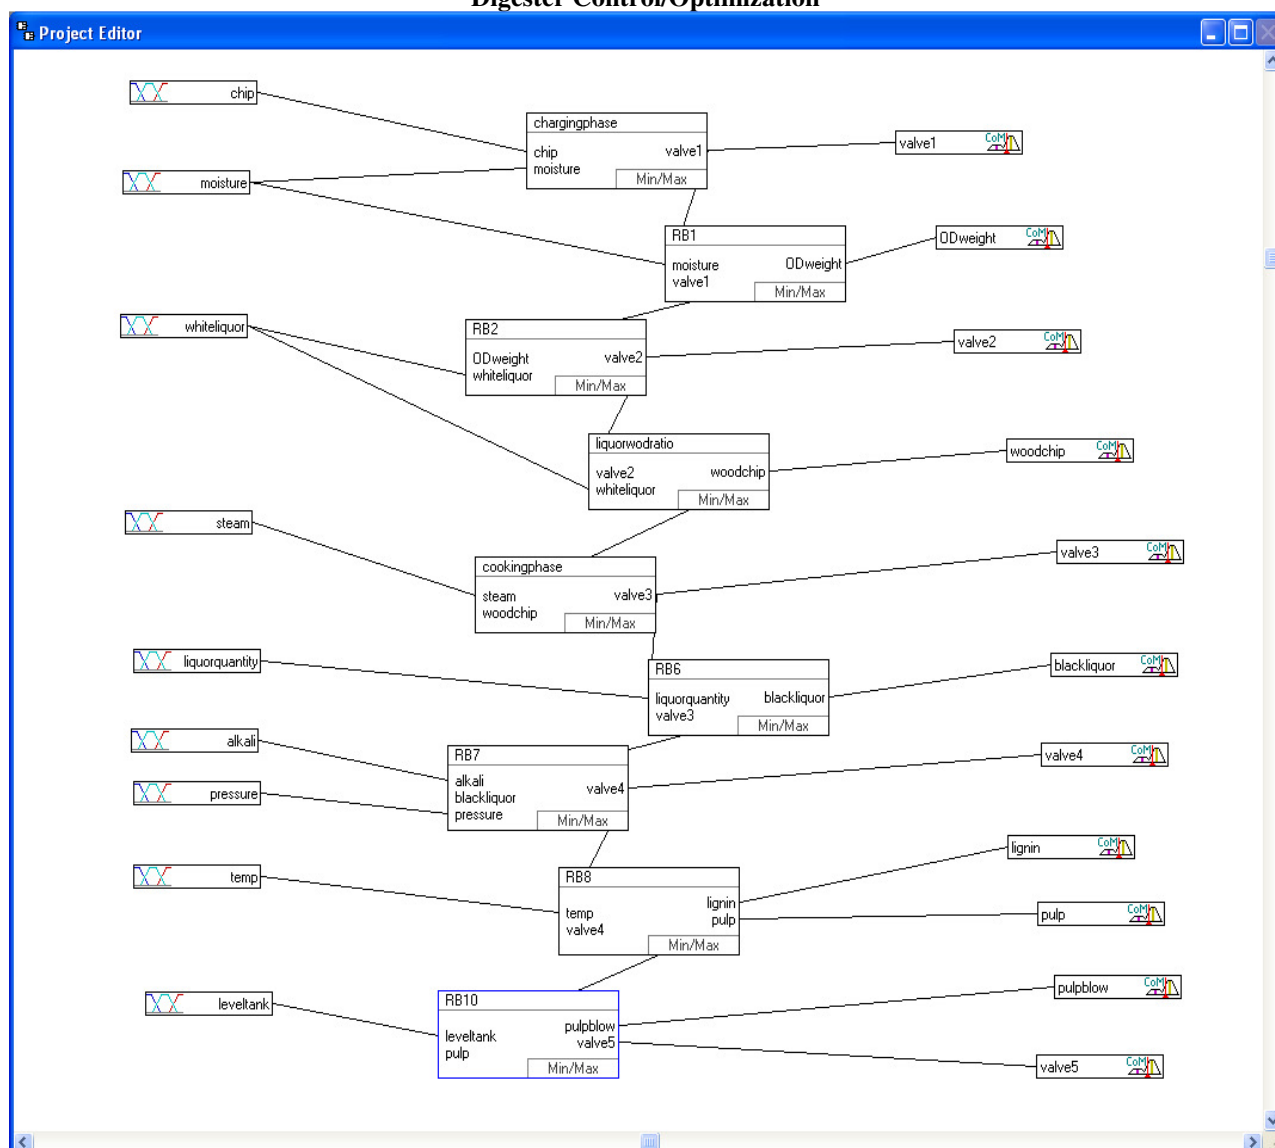 Digester Control/Optimization
Project Editor
chip
chargingphase
chip
moisture
valve1
Min/Max
valve1
CoM
moisture
RB1
moisture
valve1
ODweight
Min/Max
ODweight
CoM
whiteliquor
RB2
ODweight
whiteliquor
valve2
Min/Max
valve2
CoM
liquorwodratio
valve2
whiteliquor
woodchip
Min/Max
woodchip
CoM
steam
cookingphase
steam
woodchip
valve3
Min/Max
valve3
CoM
liquorquantity
RB6
liquorquantity
valve3
blackliquor
Min/Max
blackliquor
CoM
alkali
pressure
RB7
alkali
blackliquor
pressure
valve4
Min/Max
valve4
CoM
temp
RB8
temp
valve4
lignin
pulp
Min/Max
lignin
CoM
pulp
CoM
leveltank
RB10
leveltank
pulp
pulpblow
valve5
Min/Max
pulpblow
CoM
valve5
CoM